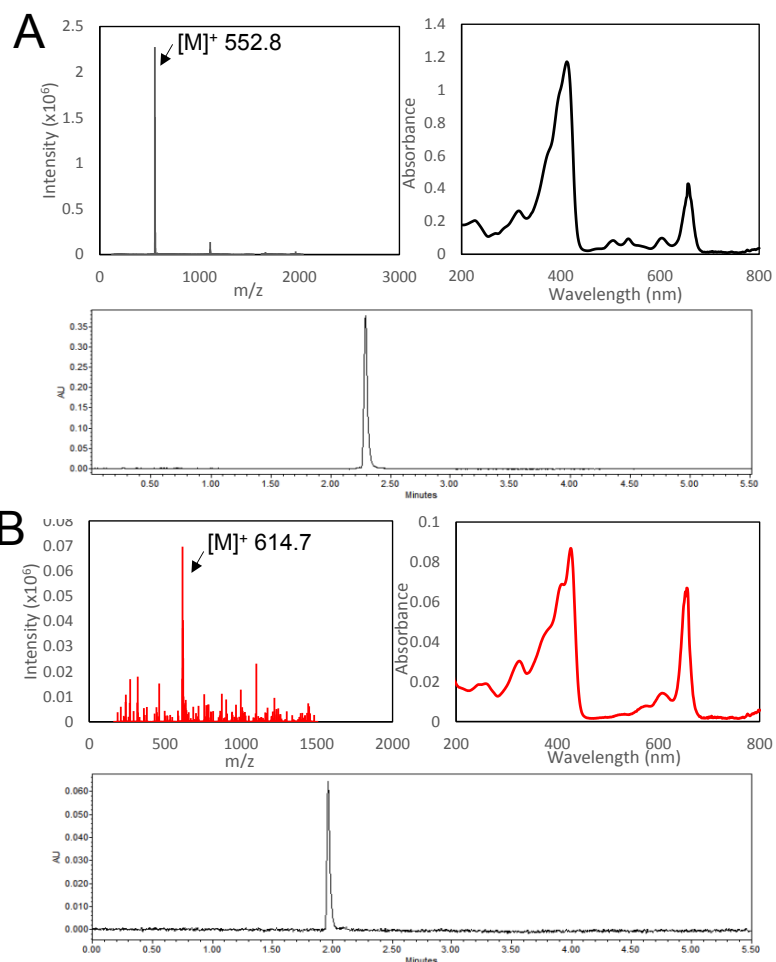 A
[M]⁺ 552.8
Intensity (x10⁶)
2.5
2
1.5
1
0.5
0
0 1000 2000 3000
m/z
Absorbance
1.4
1.2
1
0.8
0.6
0.4
0.2
0
200 400 600 800
Wavelength (nm)
AU
0.35
0.30
0.25
0.20
0.15
0.10
0.05
0.00
0.50 1.00 1.50 2.00 2.50 3.00 3.50 4.00 4.50 5.00 5.50
Minutes
B
[M]⁺ 614.7
Intensity (x10⁶)
0.08
0.07
0.06
0.05
0.04
0.03
0.02
0.01
0
0 500 1000 1500 2000
m/z
Absorbance
0.1
0.08
0.06
0.04
0.02
0
200 400 600 800
Wavelength (nm)
AU
0.060
0.050
0.040
0.030
0.020
0.010
0.000
0.00 0.50 1.00 1.50 2.00 2.50 3.00 3.50 4.00 4.50 5.00 5.50
Minutes